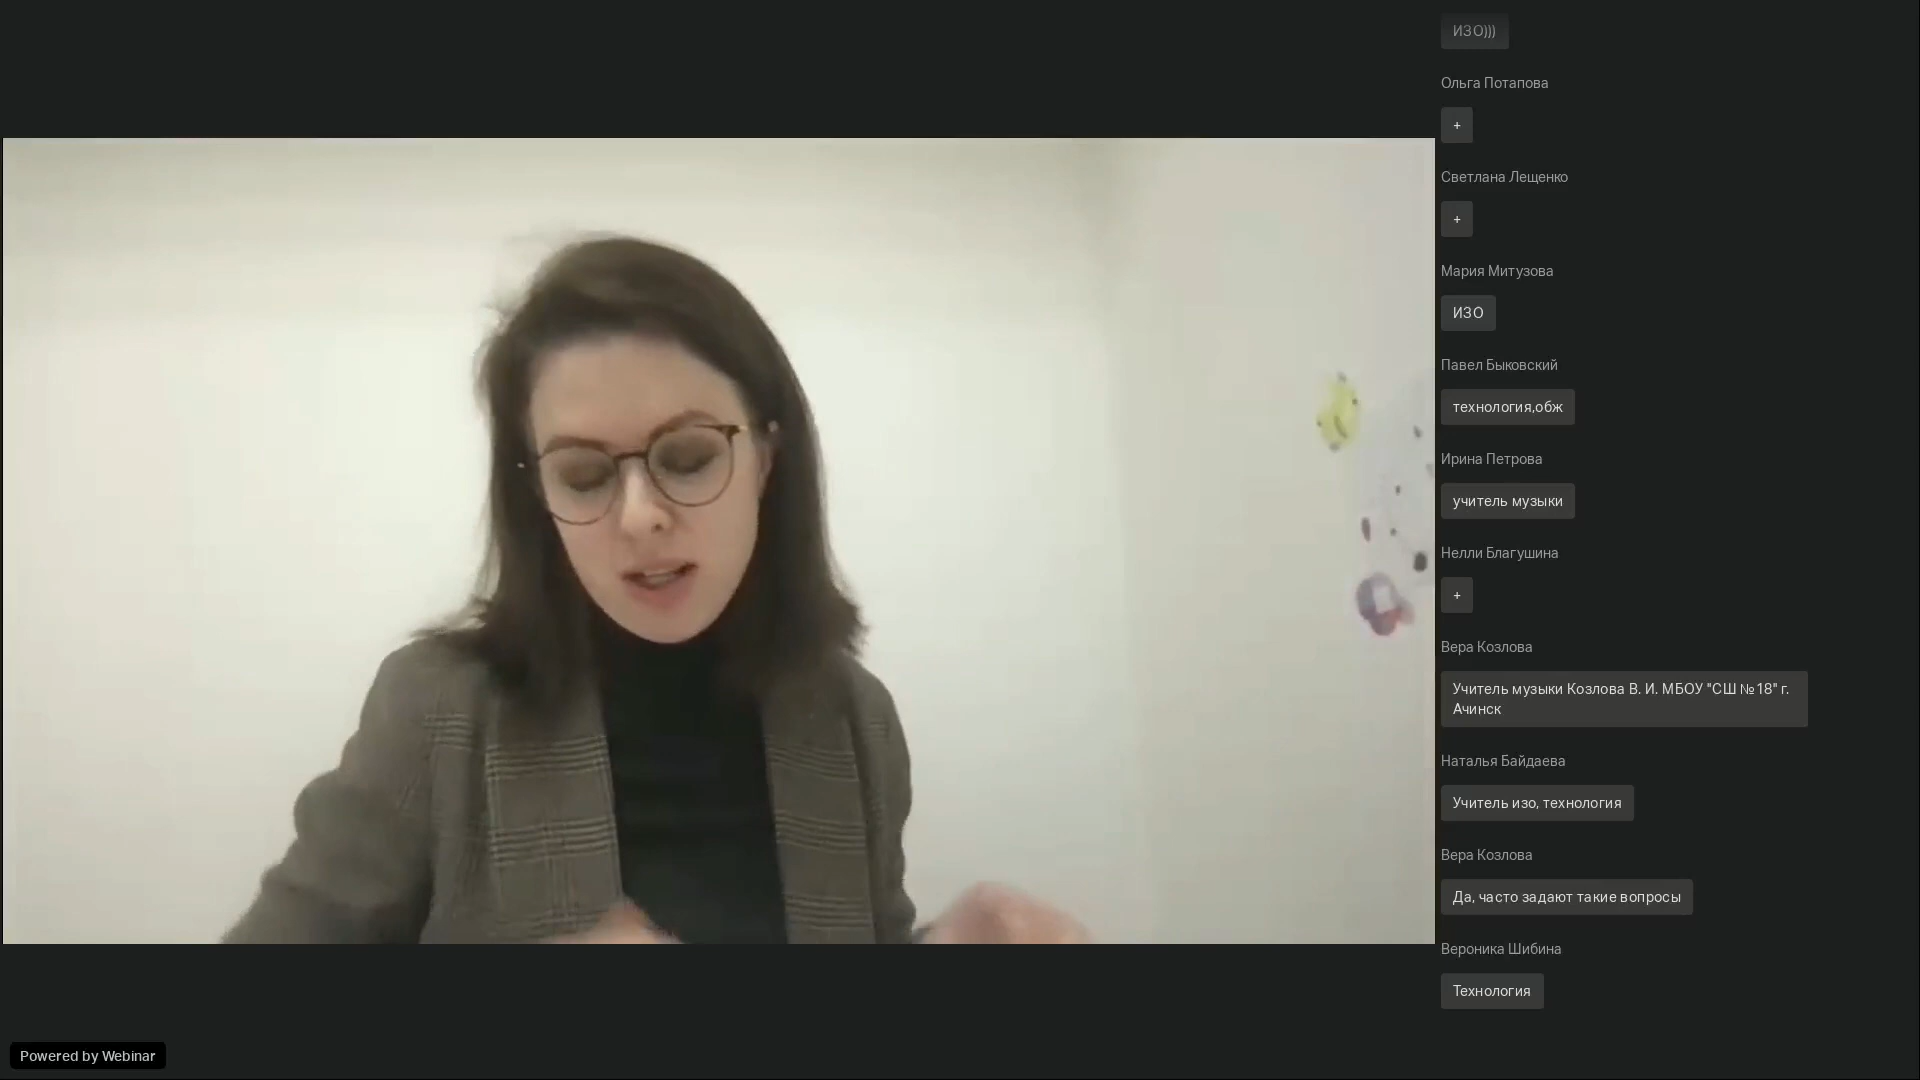 ИЗО)))
Ольга Потапова
+
Светлана Лещенко
+
Мария Митузова
ИЗО
Павел Быковский
технология,обж
Ирина Петрова
учитель музыки
Нелли Благушина
+
Вера Козлова
Учитель музыки Козлова В. И. МБОУ "СШ №18" г.
Ачинск
Наталья Байдаева
Учитель изо, технология
Вера Козлова
Да, часто задают такие вопросы
Вероника Шибина
Технология
Powered by Webinar